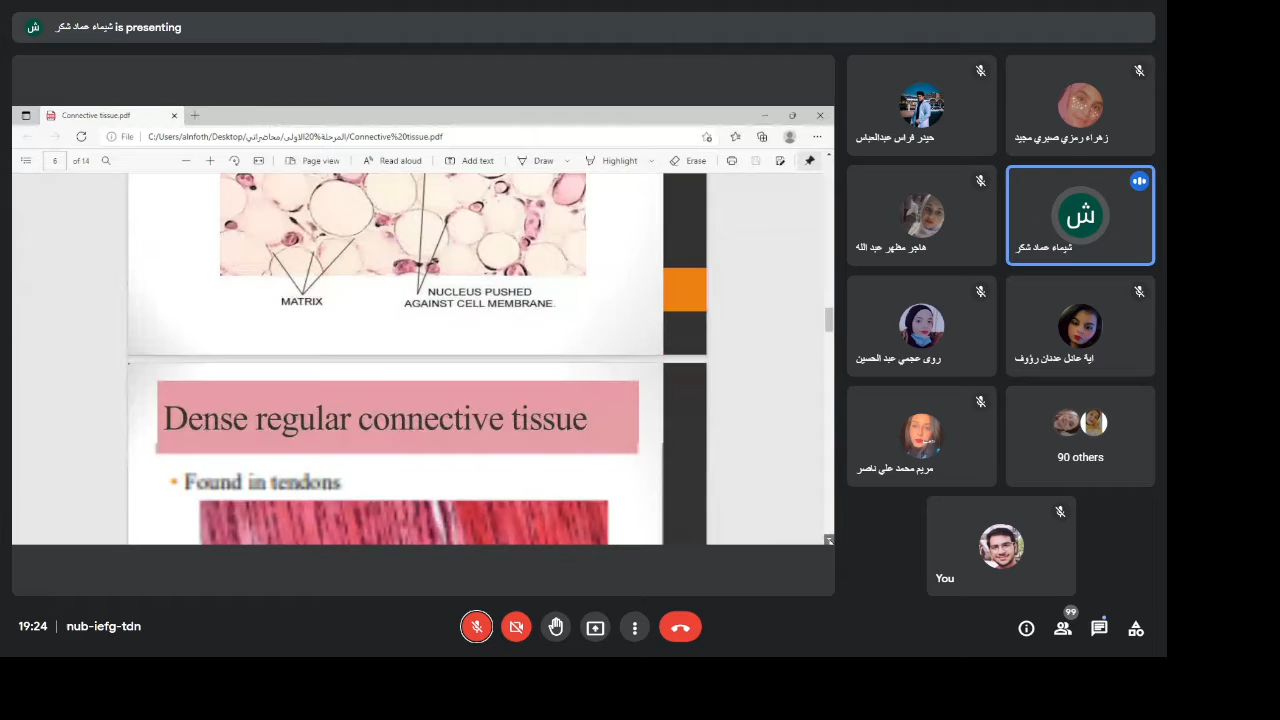 ش شيماء عماد شكر is presenting
Connective tissue.pdf
File C:/Users/alnfoth/Desktop/محاضراتي/المرحلة%20الاولى/Connective%20tissue.pdf
6 of 14 Page view Read aloud Add text Draw Highlight Erase
MATRIX
NUCLEUS PUSHED
AGAINST CELL MEMBRANE.
Dense regular connective tissue
Found in tendons
حيدر فراس عبدالعباس
زهراء رمزي صبري مجيد
هاجر مظهر عبد الله
ش
شيماء عماد شكر
روى عجمي عبد الحسين
اية عادل عدنان رؤوف
مريم محمد علي ناصر
90 others
You
19:24 nub-iefg-tdn
99